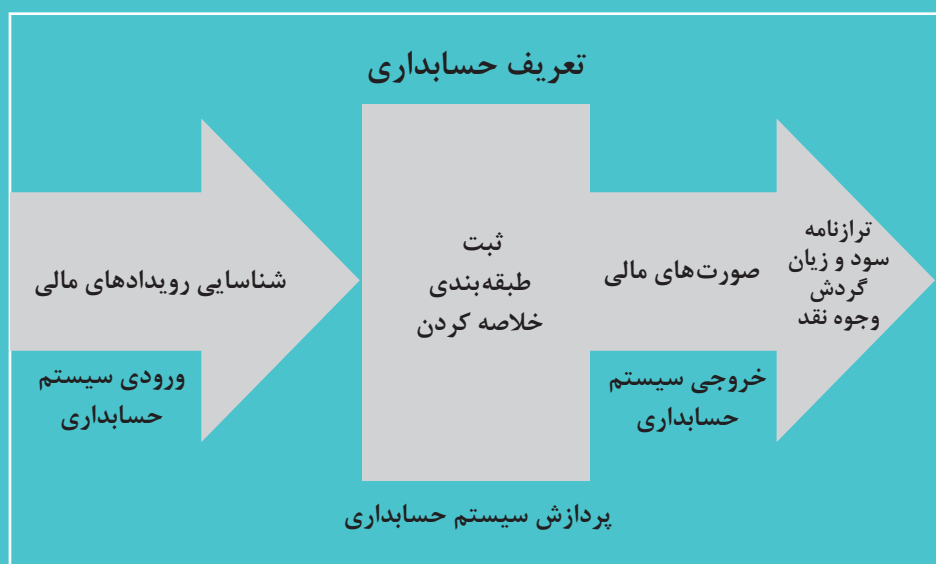 تعریف حسابداری
شناسایی رویدادهای مالی
ورودی سیستم
حسابداری
ثبت
طبقه‌بندی
خلاصه کردن
پردازش سیستم حسابداری
صورت‌های مالی
خروجی سیستم
حسابداری
ترازنامه
سود و زیان
گردش
وجوه نقد